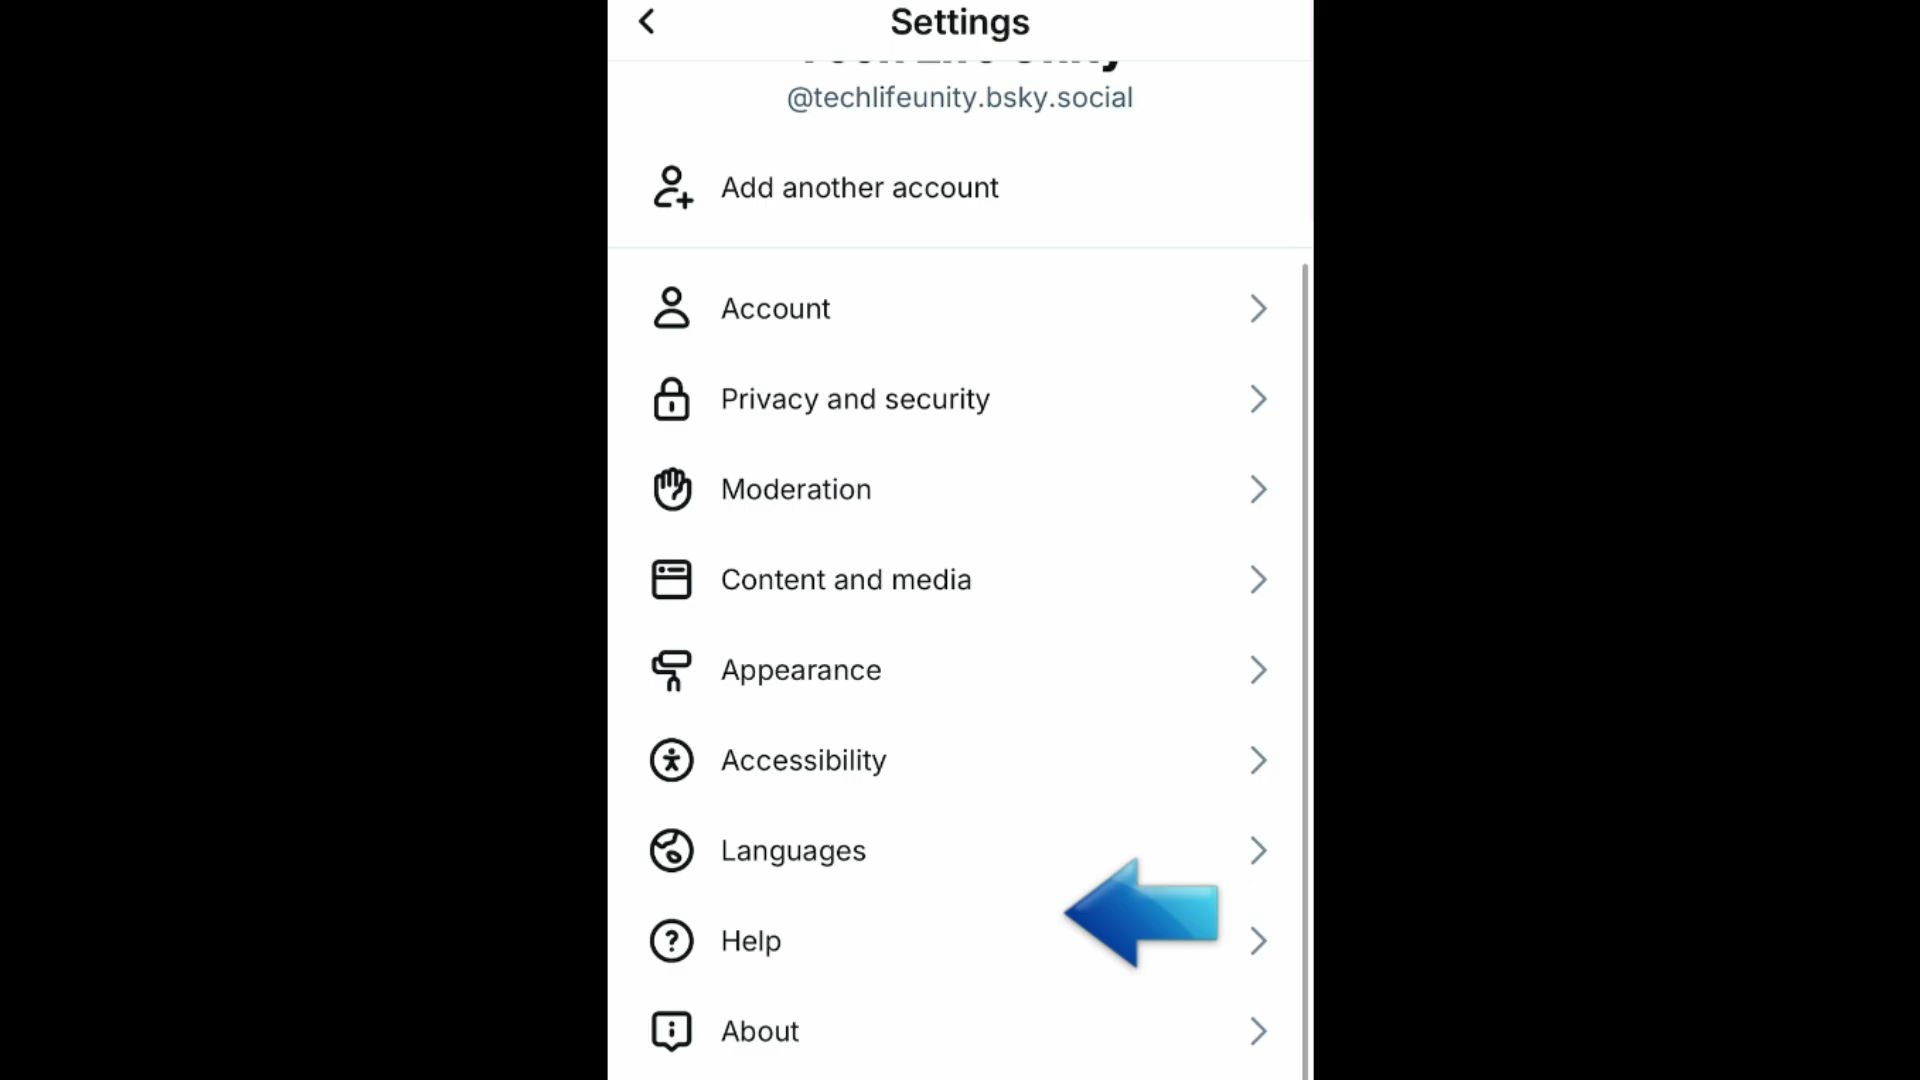 Settings
@techlifeunity.bsky.social
Add another account
Account
Privacy and security
Moderation
Content and media
Appearance
Accessibility
Languages
Help
About